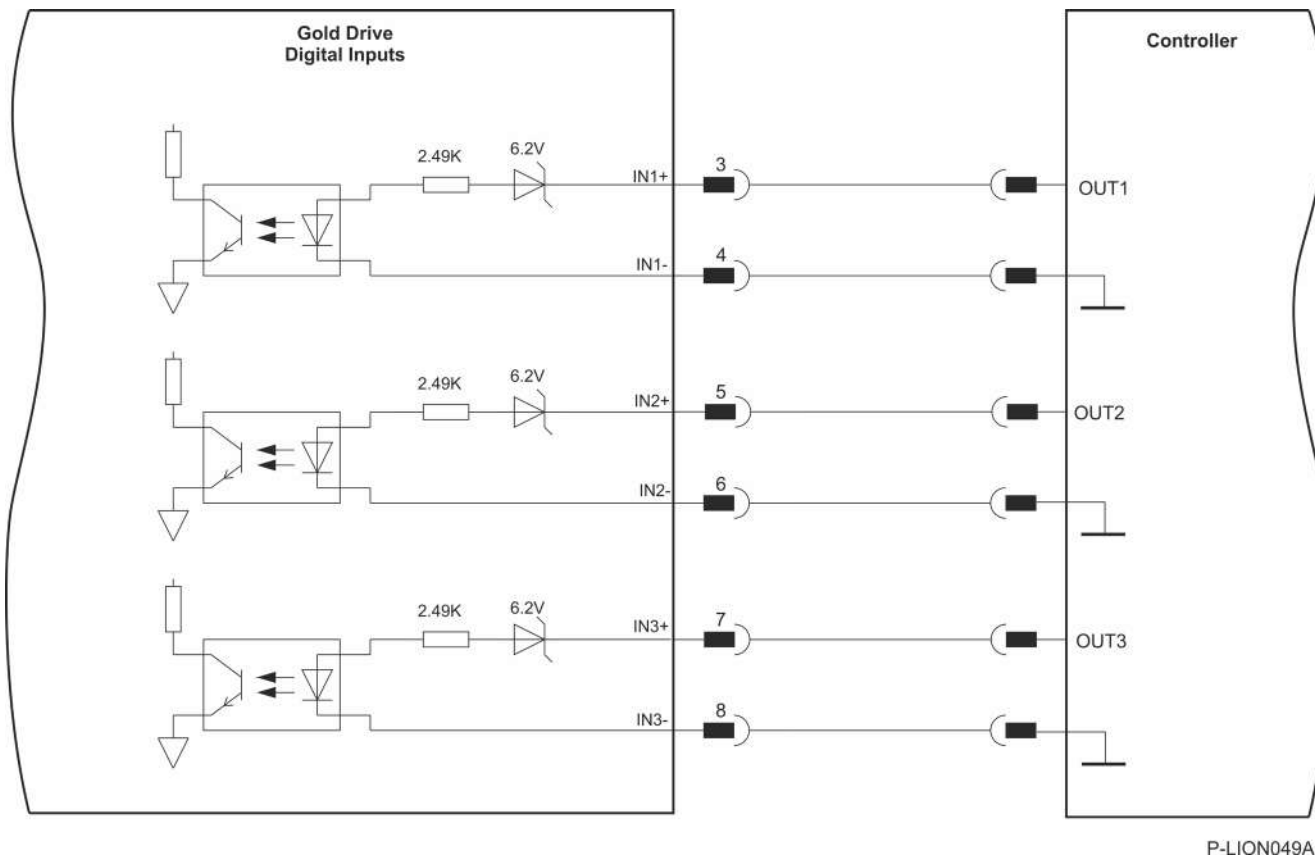 Gold Drive
Digital Inputs
Controller
2.49K
6.2V
IN1+
3
OUT1
IN1-
4
2.49K
6.2V
IN2+
5
OUT2
IN2-
6
2.49K
6.2V
IN3+
7
OUT3
IN3-
8
P-LION049A